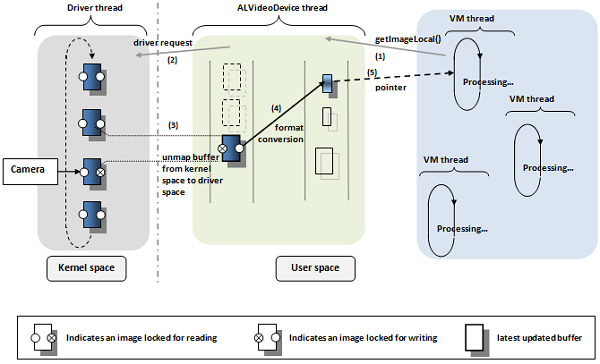 Driver thread
ALVideoDevice thread
VM thread
driver request
getImageLocal()
(1)
(2)
(5)
pointer
Processing...
VM thread
(4)
format
conversion
(3)
unmap buffer
from kernel
space to driver
space
Camera
Processing...
VM thread
Processing...
Kernel space
User space
Indicates an image locked for reading
Indicates an image locked for writing
latest updated buffer